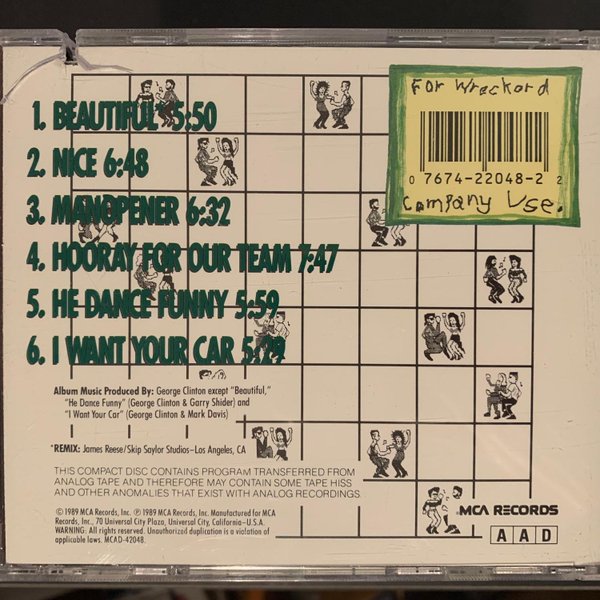 For Wreckord
0 7674-22048-2 2
Company Use.
1. BEAUTIFUL* 5:50
2. NICE 6:48
3. MANOPENER 6:32
4. HOORAY FOR OUR TEAM 7:47
5. HE DANCE FUNNY 5:59
6. I WANT YOUR CAR
Album Music Produced By: George Clinton except "Beautiful,"
"He Dance Funny" (George Clinton & Garry Shider) and
"I Want Your Car" (George Clinton & Mark Davis)
*REMIX: James Reese/Skip Saylor Studios–Los Angeles, CA
THIS COMPACT DISC CONTAINS PROGRAM TRANSFERRED FROM
ANALOG TAPE AND THEREFORE MAY CONTAIN SOME TAPE HISS
AND OTHER ANOMALIES THAT EXIST WITH ANALOG RECORDINGS.
© 1989 MCA Records, Inc. ℗ 1989 MCA Records, Inc. Manufactured for MCA
Records, Inc., 70 Universal City Plaza, Universal City, California–U.S.A.
WARNING: All rights reserved. Unauthorized duplication is a violation of
applicable laws. MCAD-42048.
MCA RECORDS
A A D